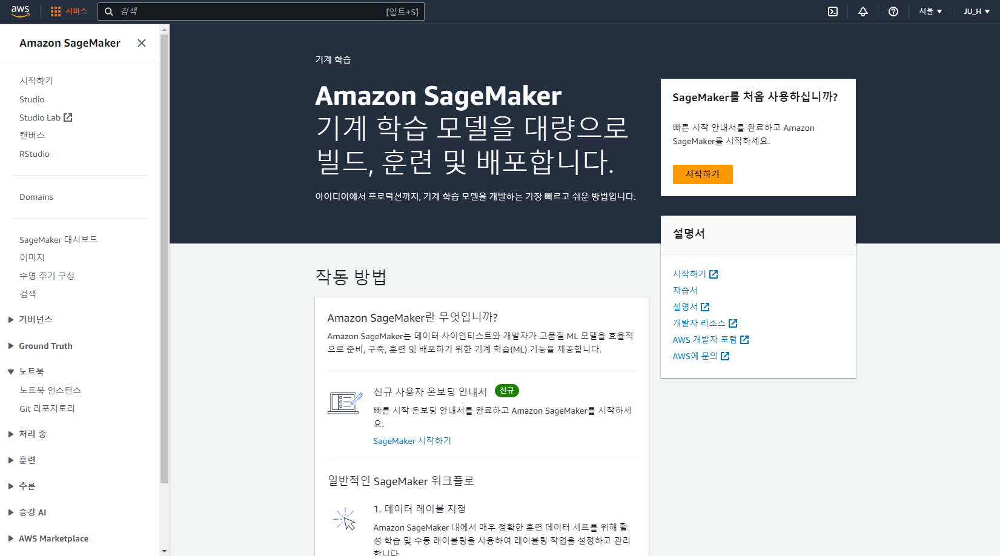 aws
서비스
검색
[알트+S]
서울
JU_H
Amazon SageMaker
시작하기
Studio
Studio Lab
캔버스
RStudio
Domains
SageMaker 대시보드
이미지
수명 주기 구성
검색
거버넌스
Ground Truth
노트북
노트북 인스턴스
Git 리포지토리
처리 중
훈련
추론
증강 AI
AWS Marketplace
기계 학습
Amazon SageMaker
기계 학습 모델을 대량으로
빌드, 훈련 및 배포합니다.
아이디어에서 프로덕션까지, 기계 학습 모델을 개발하는 가장 빠르고 쉬운 방법입니다.
SageMaker를 처음 사용하십니까?
빠른 시작 안내서를 완료하고 Amazon
SageMaker를 시작하세요.
시작하기
설명서
시작하기
자습서
설명서
개발자 리소스
AWS 개발자 포럼
AWS에 문의
작동 방법
Amazon SageMaker란 무엇입니까?
Amazon SageMaker는 데이터 사이언티스트와 개발자가 고품질 ML 모델을 효율적
으로 준비, 구축, 훈련 및 배포하기 위한 기계 학습(ML) 기능을 제공합니다.
신규 사용자 온보딩 안내서 신규
빠른 시작 온보딩 안내서를 완료하고 Amazon SageMaker를 시작하세
요.
SageMaker 시작하기
일반적인 SageMaker 워크플로
1. 데이터 레이블 지정
Amazon SageMaker 내에서 매우 정확한 훈련 데이터 세트를 위해 활
성 학습 및 수동 레이블링을 사용하여 레이블링 작업을 설정하고 관리
합니다.